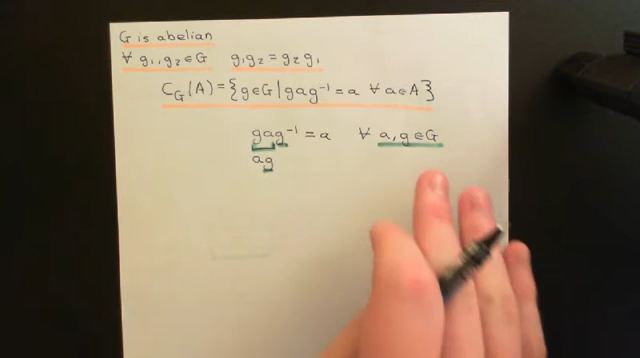 G is abelian
∀ g₁, g₂ ∈ G g₁g₂ = g₂g₁
C_G(A) = {g ∈ G | gag⁻¹ = a ∀ a ∈ A}
gag⁻¹ = a ∀ a, g ∈ G
ag